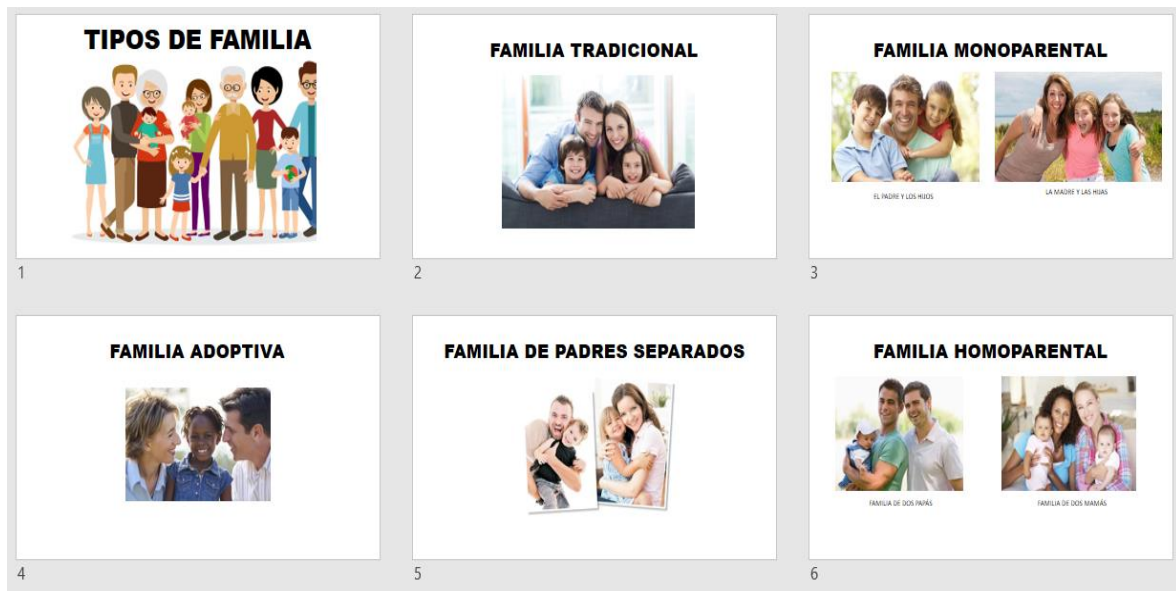 TIPOS DE FAMILIA
1
FAMILIA TRADICIONAL
2
FAMILIA MONOPARENTAL
EL PADRE Y LOS HIJOS
LA MADRE Y LAS HIJAS
3
FAMILIA ADOPTIVA
4
FAMILIA DE PADRES SEPARADOS
5
FAMILIA HOMOPARENTAL
FAMILIA DE DOS PAPÁS
FAMILIA DE DOS MAMÁS
6